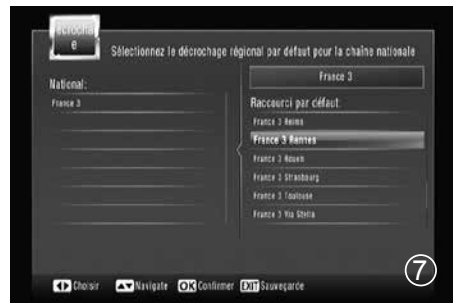 écrocha
e
Sélectionnez le décrochage régional par défaut pour la chaîne nationale
National:
France 3
France 3
Raccourci par défaut:
France 3 Reims
France 3 Rennes
France 3 Rouen
France 3 Strasbourg
France 3 Toulouse
France 3 Via Stella
Choisir Navigate OK Confirmer EXIT Sauvegarde
7